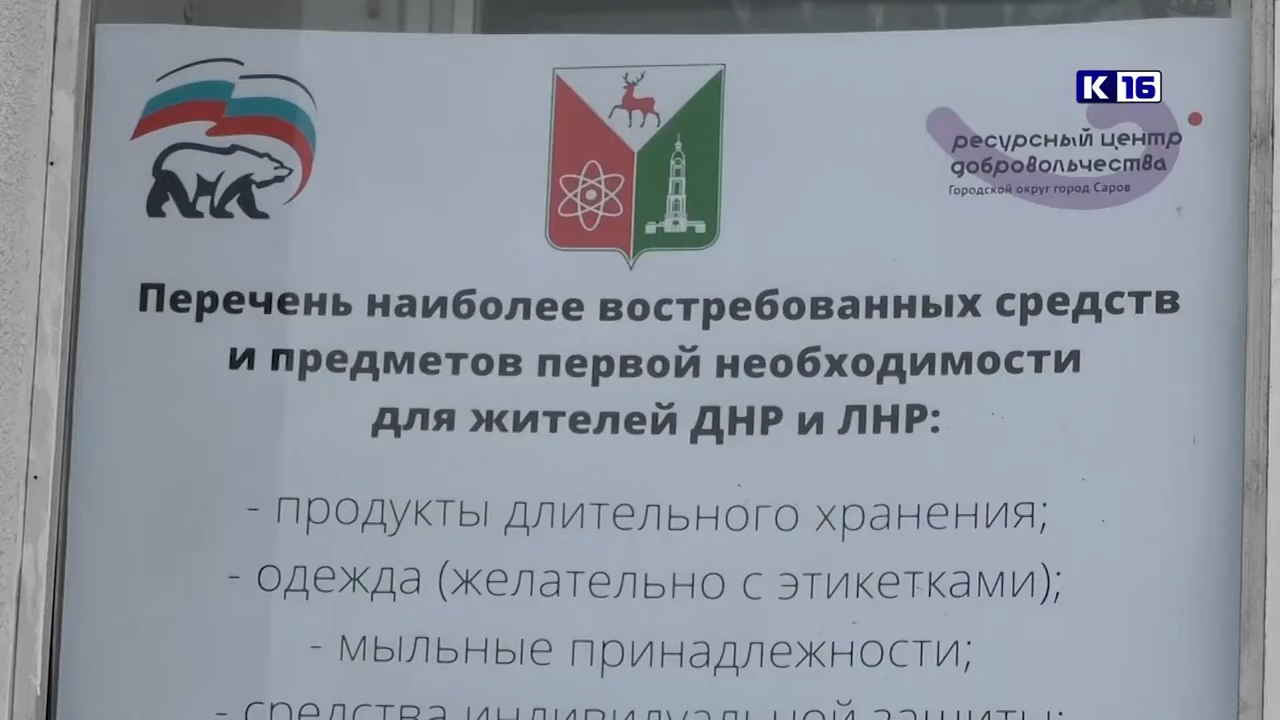 К 16
ресурсный центр
добровольчества
Городской округ город Саров
Перечень наиболее востребованных средств
и предметов первой необходимости
для жителей ДНР и ЛНР:
- продукты длительного хранения;
- одежда (желательно с этикетками);
- мыльные принадлежности;
- средства индивидуальной защиты;